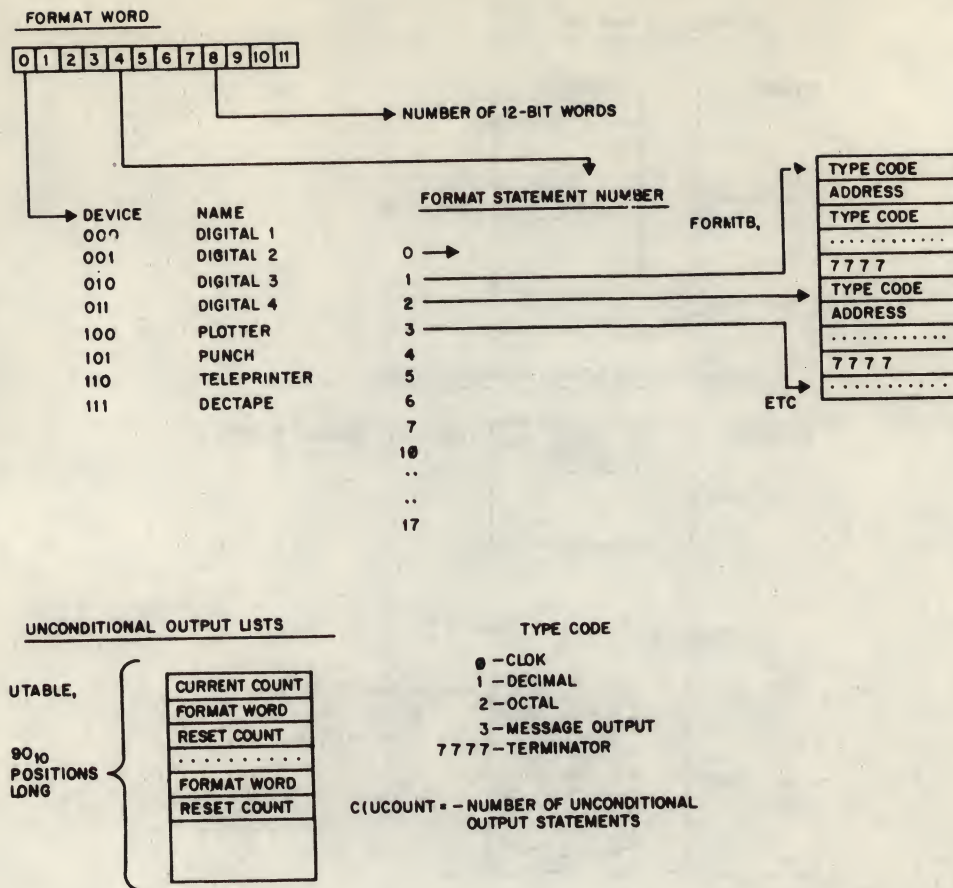 FORMAT WORD
0 1 2 3 4 5 6 7 8 9 10 11
NUMBER OF 12-BIT WORDS
FORMAT STATEMENT NUMBER
DEVICE NAME
000 DIGITAL 1
001 DIGITAL 2
010 DIGITAL 3
011 DIGITAL 4
100 PLOTTER
101 PUNCH
110 TELEPRINTER
111 DECTAPE
0
1
2
3
4
5
6
7
10
..
..
17
FORMTB,
TYPE CODE
ADDRESS
TYPE CODE
............
7777
TYPE CODE
ADDRESS
............
7777
............
ETC
UNCONDITIONAL OUTPUT LISTS
UTABLE,
90₁₀
POSITIONS
LONG
CURRENT COUNT
FORMAT WORD
RESET COUNT
.........
FORMAT WORD
RESET COUNT
TYPE CODE
0 – CLOK
1 – DECIMAL
2 – OCTAL
3 – MESSAGE OUTPUT
7777 – TERMINATOR
C(UCOUNT = – NUMBER OF UNCONDITIONAL
OUTPUT STATEMENTS